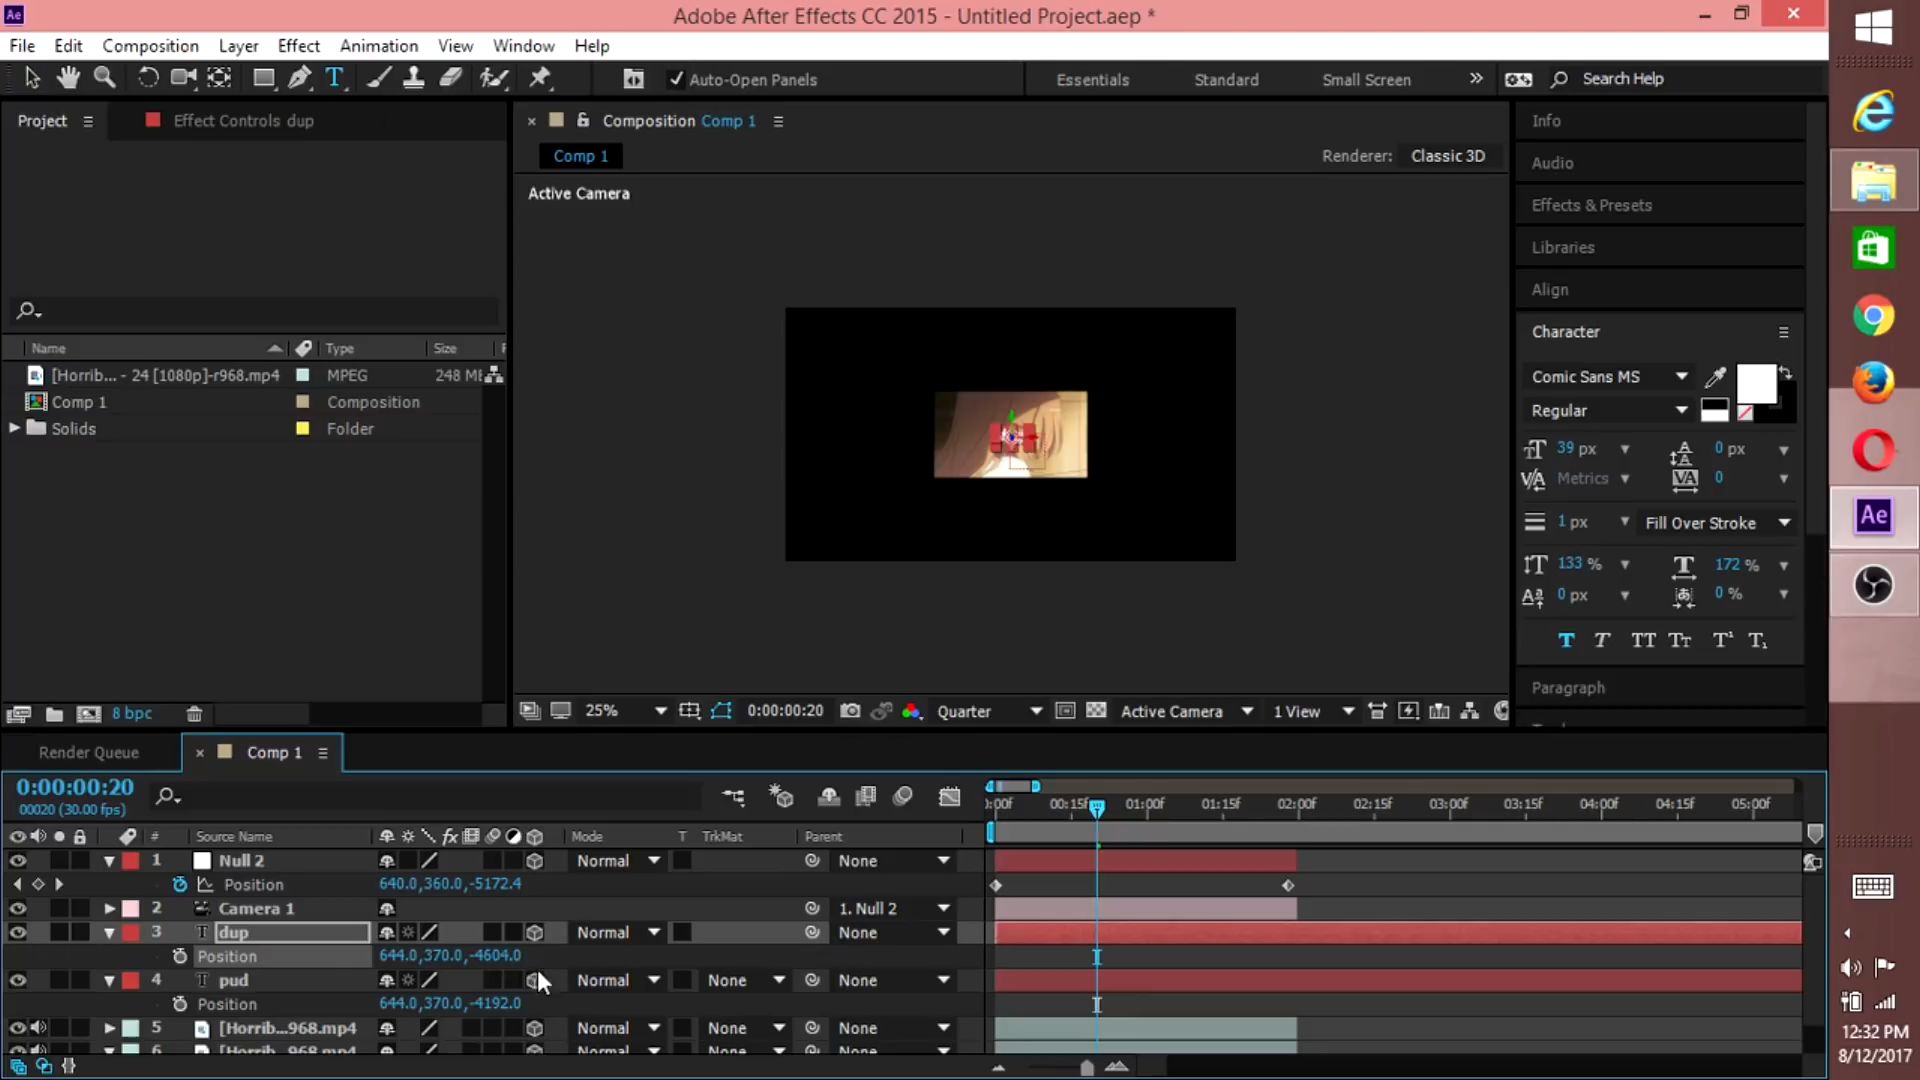 Ae
Adobe After Effects CC 2015 - Untitled Project.aep *
File Edit Composition Layer Effect Animation View Window Help
T Auto-Open Panels Essentials Standard Small Screen Search Help
Project Effect Controls dup
Composition Comp 1
Comp 1 Renderer: Classic 3D
Active Camera
Name Type Size
[Horrib... - 24 [1080p]-r968.mp4 MPEG 248 M
Comp 1 Composition
Solids Folder
8 bpc
25% 0:00:00:20 Quarter Active Camera 1 View
Info
Audio
Effects & Presets
Libraries
Align
Character
Comic Sans MS
Regular
39 px 0 px
Metrics 0
1 px Fill Over Stroke
133 % 172 %
0 px 0 %
T T TT Tt T¹ T₁
Paragraph
Render Queue Comp 1
0:00:00:20
00020 (30.00 fps)
:00f 00:15f 01:00f 01:15f 02:00f 02:15f 03:00f 03:15f 04:00f 04:15f 05:00f
# Source Name fx Mode T TrkMat Parent
1 Null 2 Normal None
Position 640.0,360.0,-5172.4
2 Camera 1 1. Null 2
3 T dup Normal None
Position 644.0,370.0,-4604.0
4 T pud Normal None None
Position 644.0,370.0,-4192.0
5 [Horrib...968.mp4 Normal None None
6 [Horrib...968.mp4 Normal None None
Ae
12:32 PM
8/12/2017